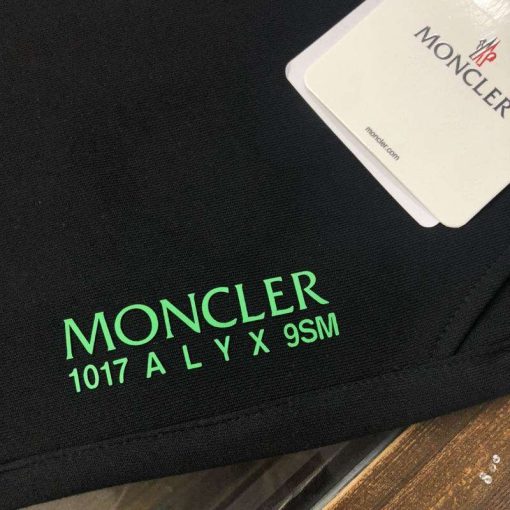 MONCLER
moncler.com
MONCLER
1017 A L Y X 9SM